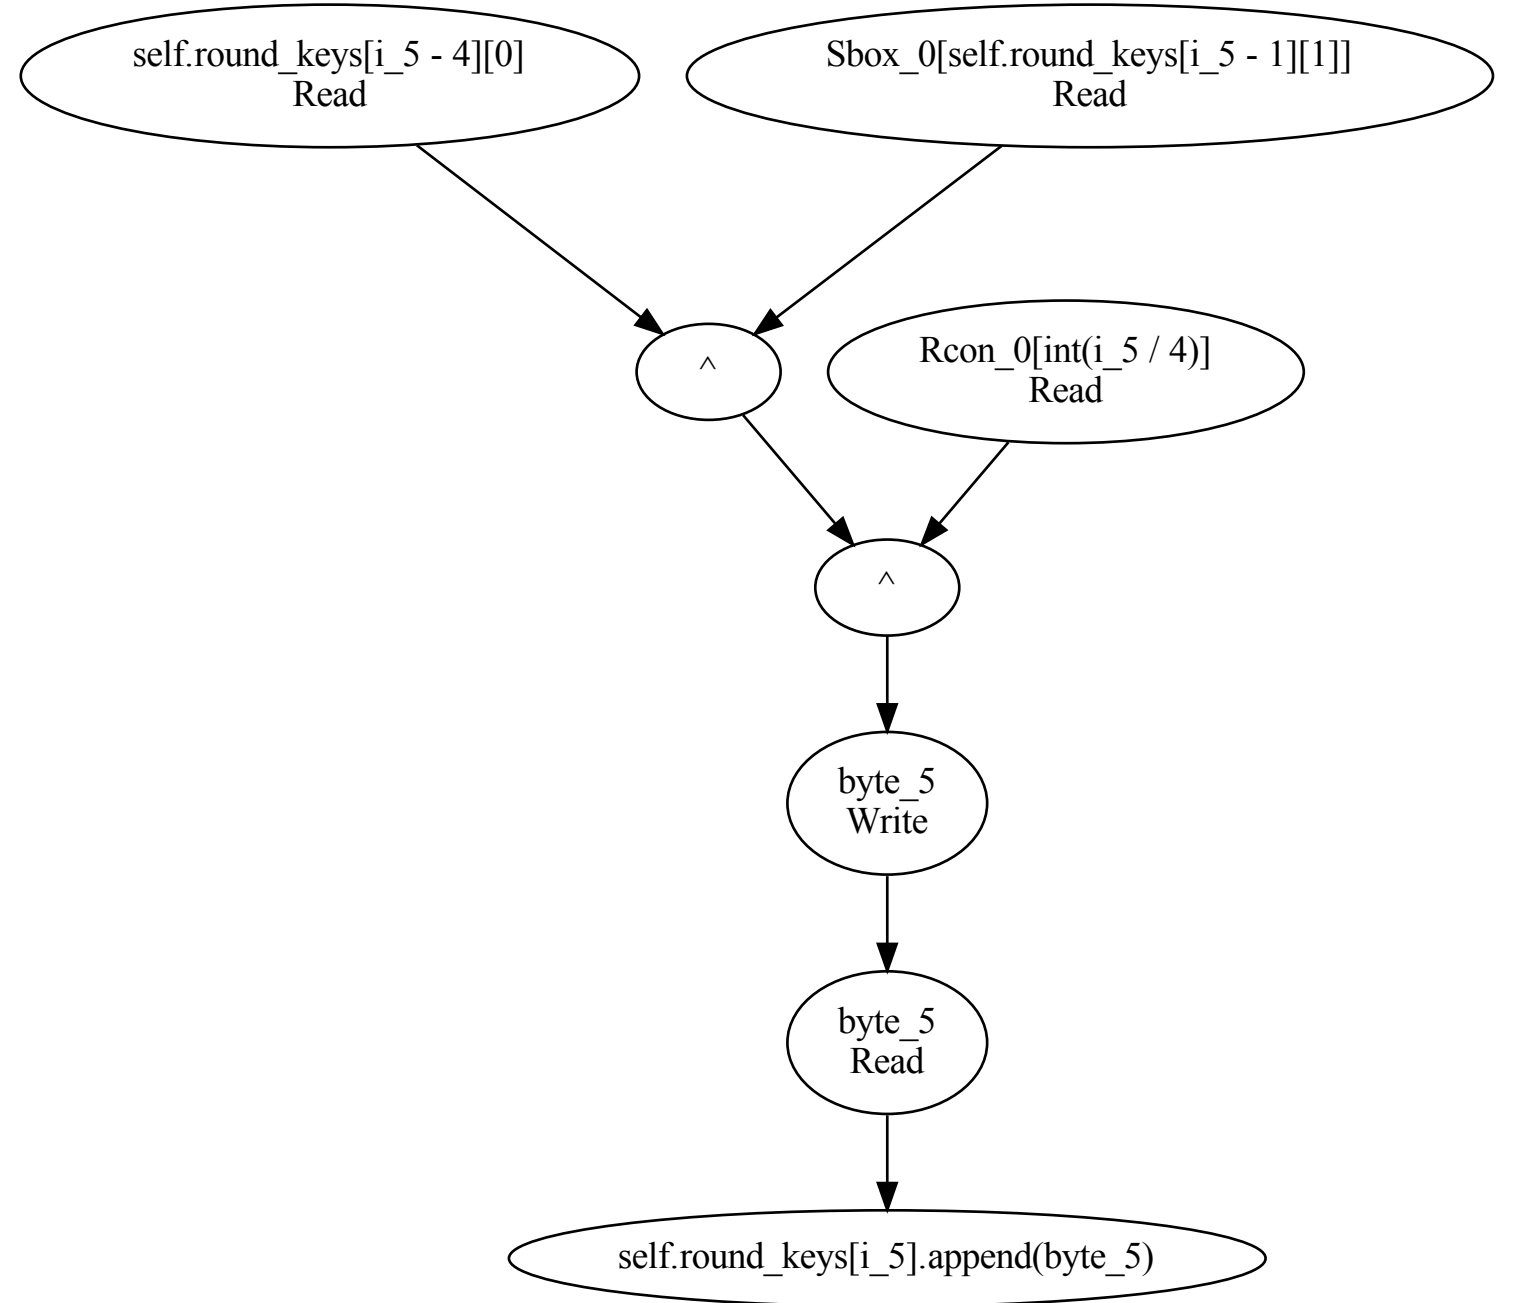 self.round_keys[i_5 - 4][0]
Read
Sbox_0[self.round_keys[i_5 - 1][1]]
Read
^
Rcon_0[int(i_5 / 4)]
Read
^
byte_5
Write
byte_5
Read
self.round_keys[i_5].append(byte_5)